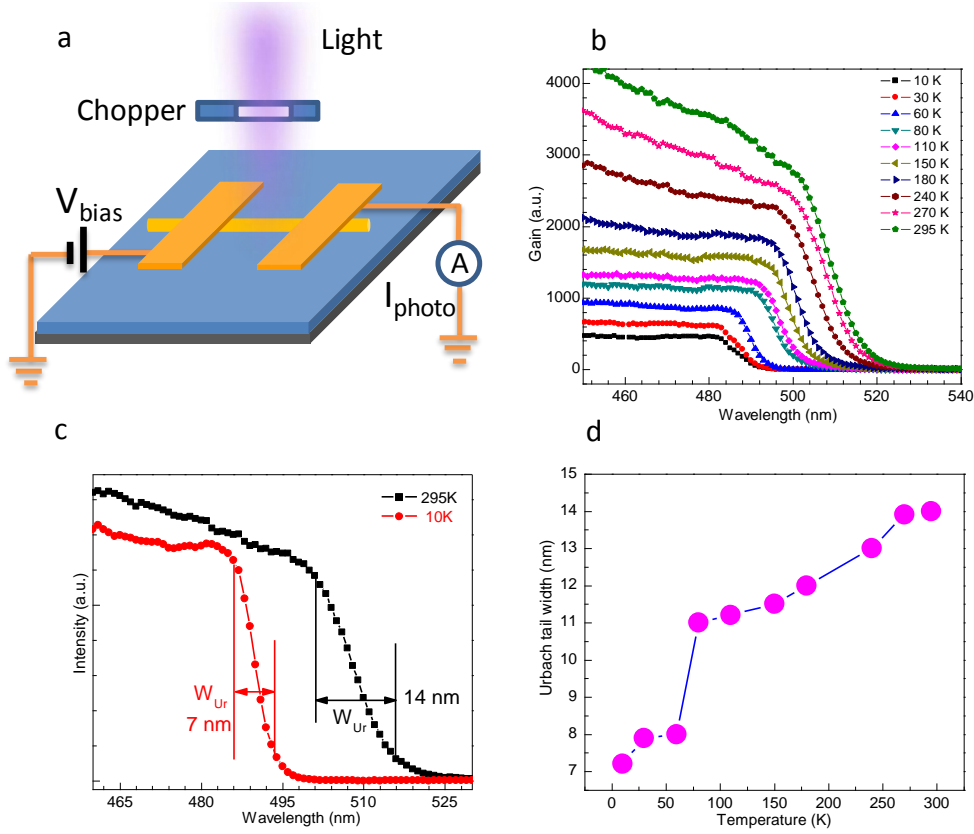 a
Light
Chopper
V bias
A
I photo
b
4000
3000
2000
1000
0
Gain (a.u.)
460 480 500 520 540
Wavelength (nm)
10 K
30 K
60 K
80 K
110 K
150 K
180 K
240 K
270 K
295 K
c
Intensity (a.u.)
295K
10K
W Ur
7 nm
14 nm
W Ur
465 480 495 510 525
Wavelength (nm)
d
15
14
13
12
11
10
9
8
7
Urbach tail width (nm)
0 50 100 150 200 250 300
Temperature (K)